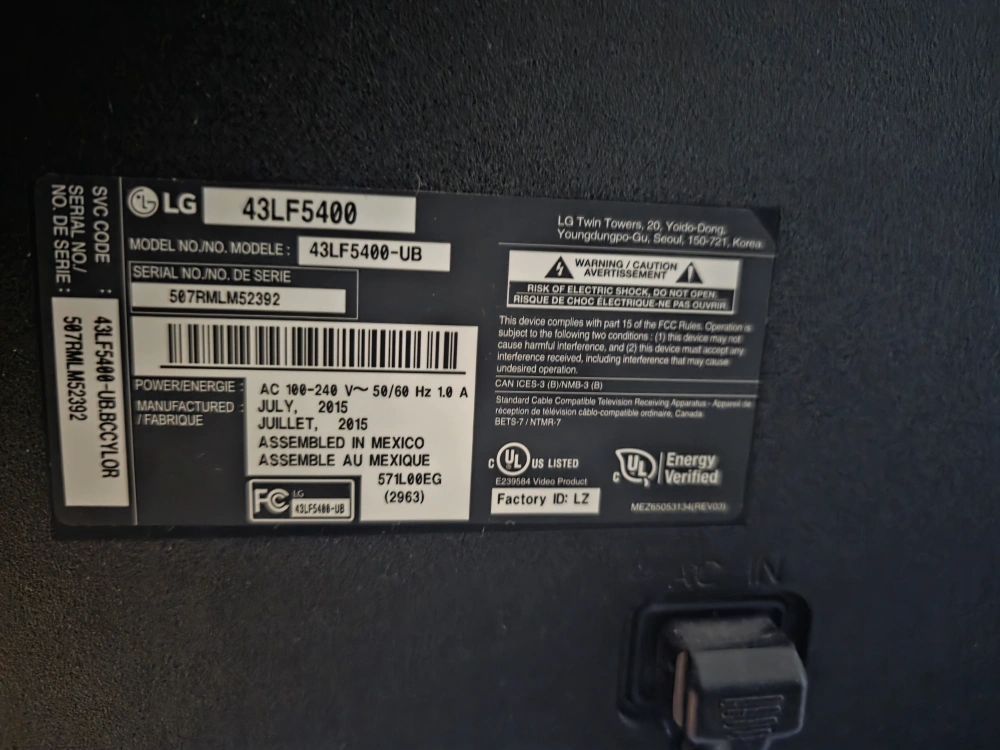 SVC CODE :
SERIAL NO./
NO. DE SERIE :
43LF5400-UB.BCCYLOR
507RMLM52392
LG
43LF5400
MODEL NO./NO. MODELE :
43LF5400-UB
SERIAL NO./NO. DE SERIE
507RMLM52392
POWER/ENERGIE :
AC 100-240 V~ 50/60 Hz 1.0 A
MANUFACTURED :
/ FABRIQUE
JULY, 2015
JUILLET, 2015
ASSEMBLED IN MEXICO
ASSEMBLE AU MEXIQUE
571L00EG
(2963)
FC LG
43LF5400-UB
LG Twin Towers, 20, Yoido-Dong,
Youngdungpo-Gu, Seoul, 150-721, Korea
WARNING / CAUTION
AVERTISSEMENT
RISK OF ELECTRIC SHOCK, DO NOT OPEN.
RISQUE DE CHOC ÉLECTRIQUE-NE PAS OUVRIR.
This device complies with part 15 of the FCC Rules. Operation is
subject to the following two conditions : (1) this device may not
cause harmful interference, and (2) this device must accept any
interference received, including interference that may cause
undesired operation.
CAN ICES-3 (B)/NMB-3 (B)
Standard Cable Compatible Television Receiving Apparatus - Appareil de
réception de télévision câblo-compatible ordinaire, Canada.
BETS-7 / NTMR-7
C UL US LISTED
E239584 Video Product
Factory ID: LZ
C UL Energy
Verified
MEZ65053134(REV03)
AC IN